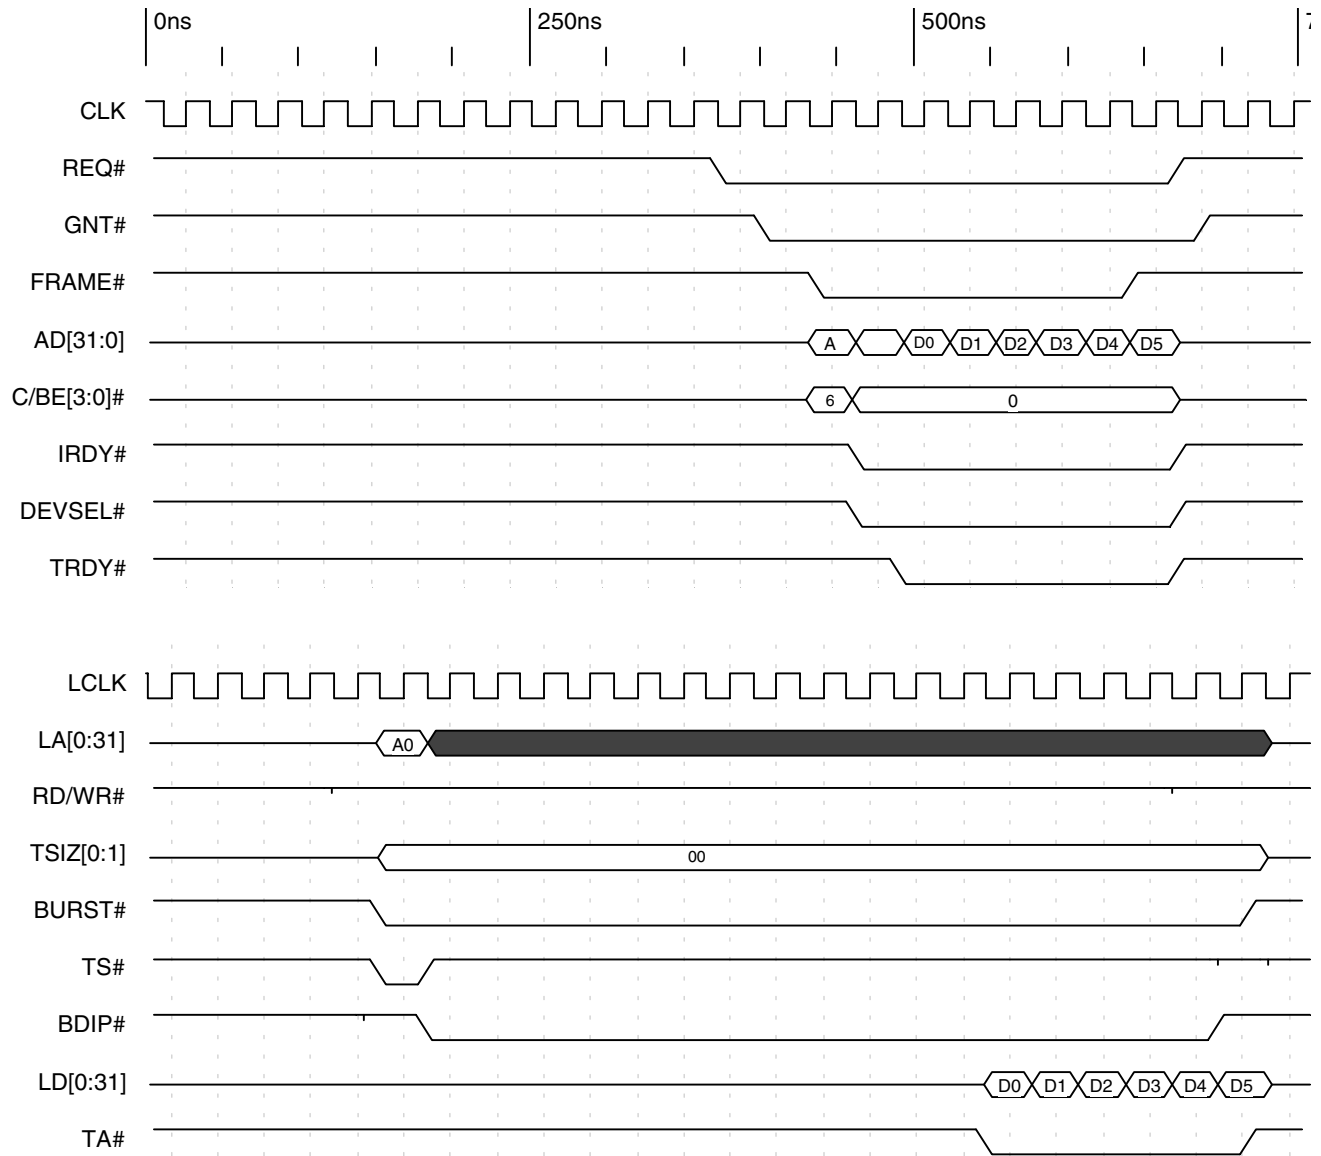 0ns 250ns 500ns
CLK
REQ#
GNT#
FRAME#
AD[31:0] A D0 D1 D2 D3 D4 D5
C/BE[3:0]# 6 0
IRDY#
DEVSEL#
TRDY#
LCLK
LA[0:31] A0
RD/WR#
TSIZ[0:1] 00
BURST#
TS#
BDIP#
LD[0:31] D0 D1 D2 D3 D4 D5
TA#